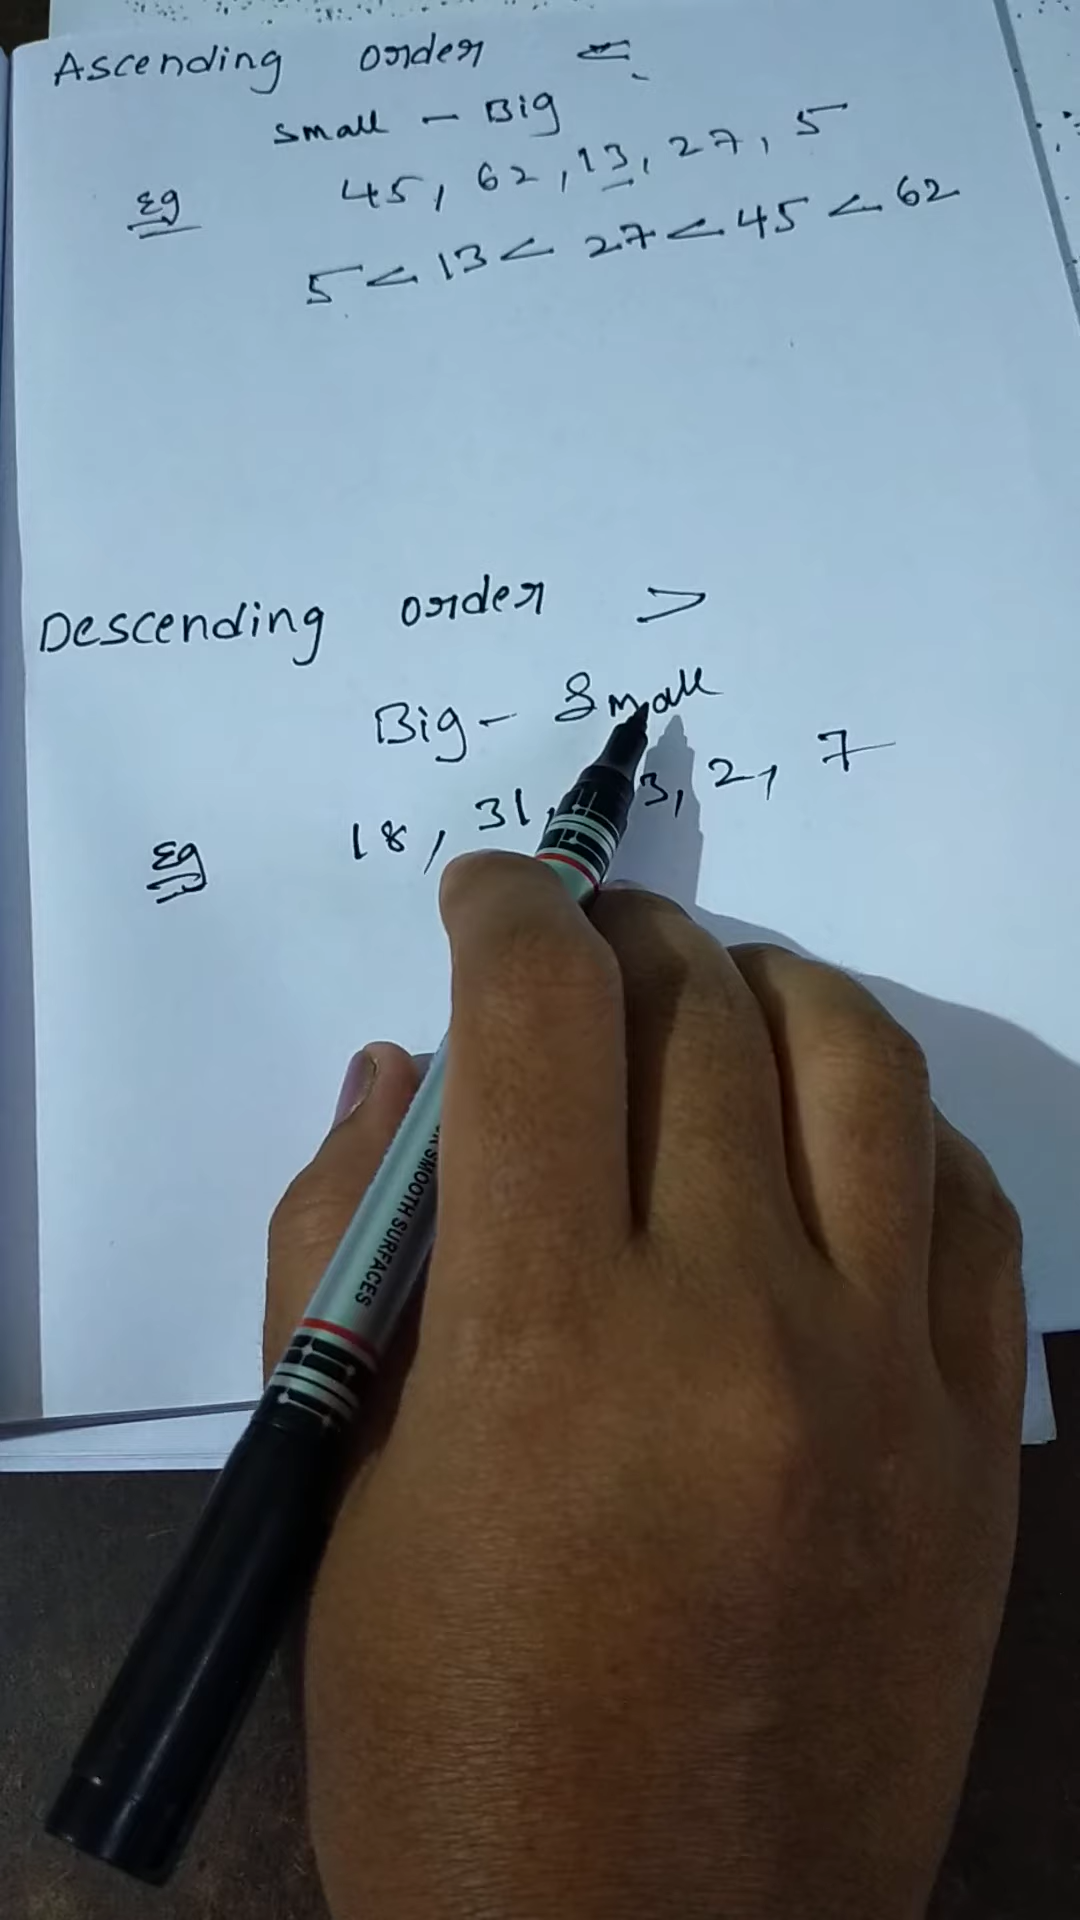 Ascending order <
Small - Big
Eg 45, 62, 13, 27, 5
5 < 13 < 27 < 45 < 62
Descending order >
Big - Small
Eg 18, 31, 3, 2, 7
SMOOTH SURFACES